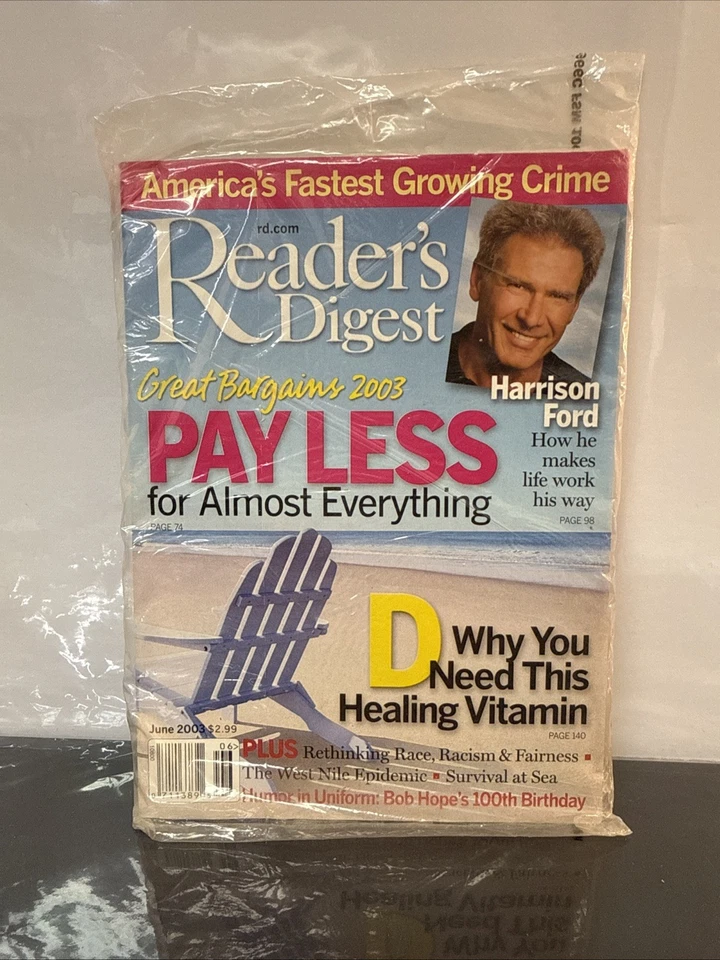 America's Fastest Growing Crime
rd.com
Reader's
Digest
Great Bargains 2003
PAY LESS
for Almost Everything
PAGE 74
Harrison
Ford
How he
makes
life work
his way
PAGE 98
D Why You
Need This
Healing Vitamin
PAGE 140
June 2003 $2.99
06>
PLUS Rethinking Race, Racism & Fairness ▪
The West Nile Epidemic ▪ Survival at Sea
Humor in Uniform: Bob Hope's 100th Birthday